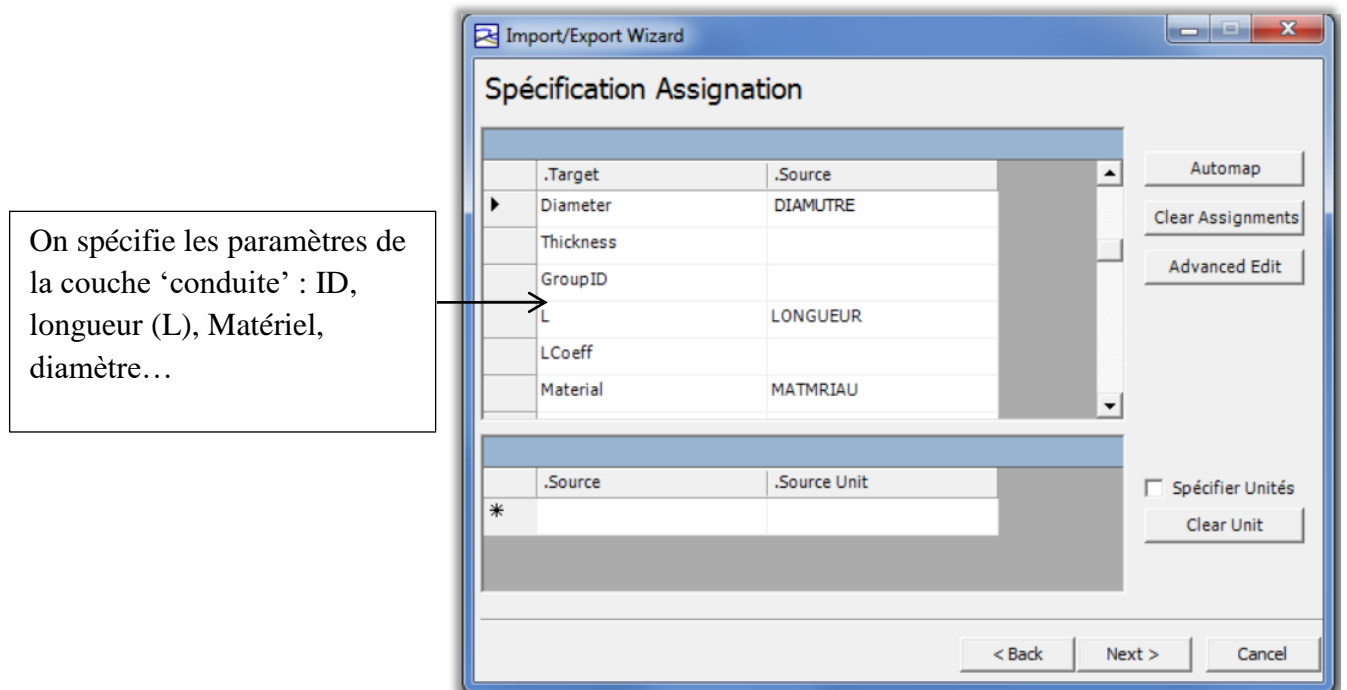 Import/Export Wizard
Spécification Assignation
.Target .Source
Diameter DIAMUTRE
Thickness
GroupID
L LONGUEUR
LCoeff
Material MATMRIAU
Automap
Clear Assignments
Advanced Edit
On spécifie les paramètres de
la couche ‘conduite’ : ID,
longueur (L), Matériel,
diamètre…
.Source .Source Unit
Spécifier Unités
Clear Unit
< Back Next > Cancel